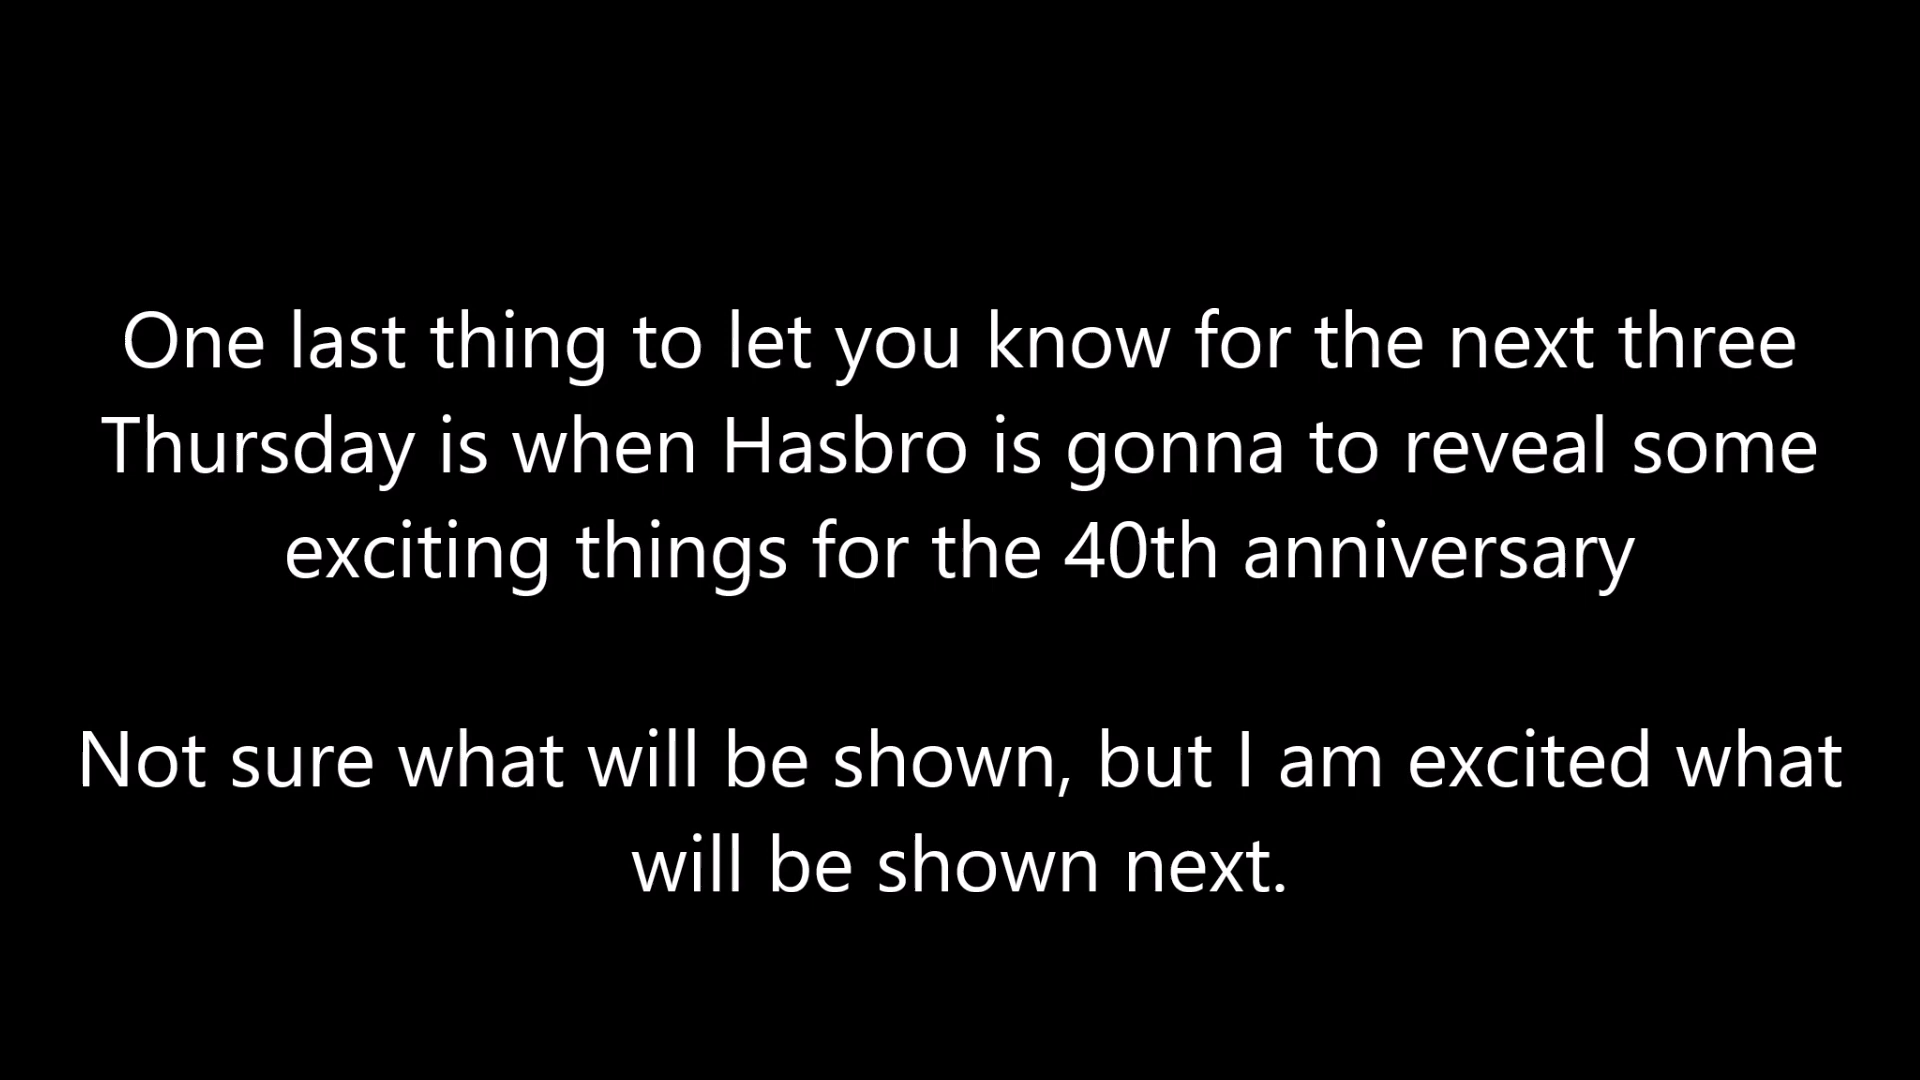 One last thing to let you know for the next three
Thursday is when Hasbro is gonna to reveal some
exciting things for the 40th anniversary
Not sure what will be shown, but I am excited what
will be shown next.